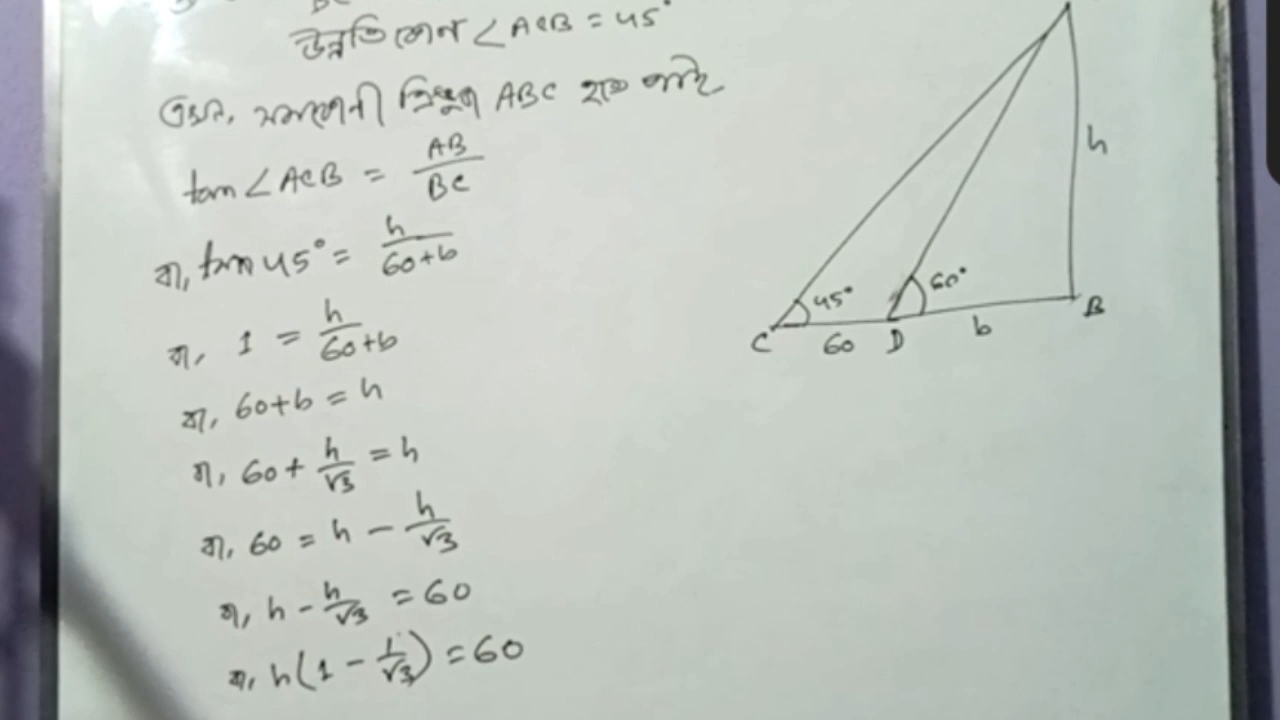 উন্নতি কোন ∠ACB = 45°
এখন, সমকোণী ত্রিভুজ ABC হতে পাই
tan∠ACB = AB/BC
বা, tan 45° = h/(60+b)
বা, 1 = h/(60+b)
বা, 60+b = h
বা, 60 + h/√3 = h
বা, 60 = h - h/√3
বা, h - h/√3 = 60
বা, h(1 - 1/√3) = 60
h
45°
60°
C
60
D
b
B